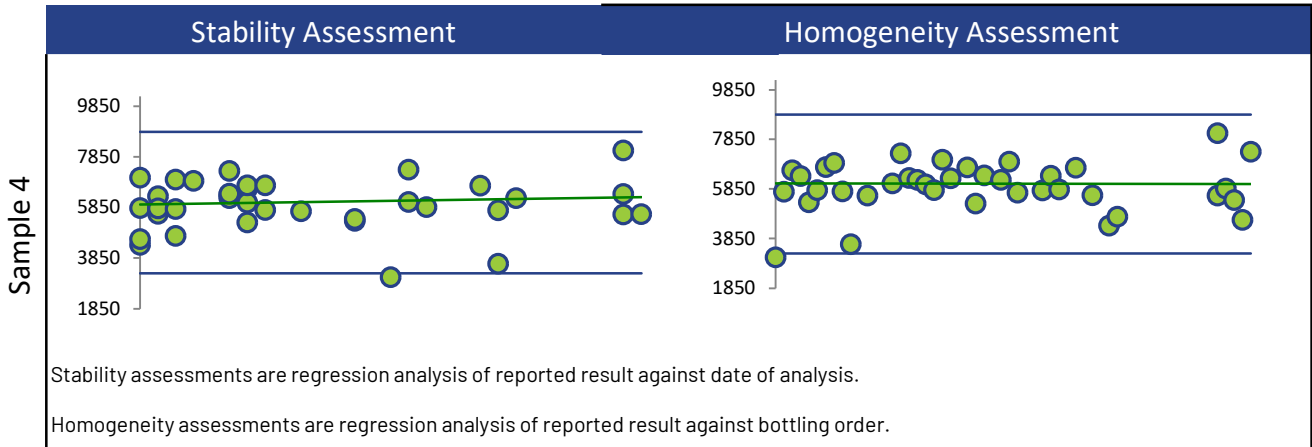 Stability Assessment
Homogeneity Assessment
Sample 4
9850
7850
5850
3850
1850
9850
7850
5850
3850
1850
Stability assessments are regression analysis of reported result against date of analysis.
Homogeneity assessments are regression analysis of reported result against bottling order.